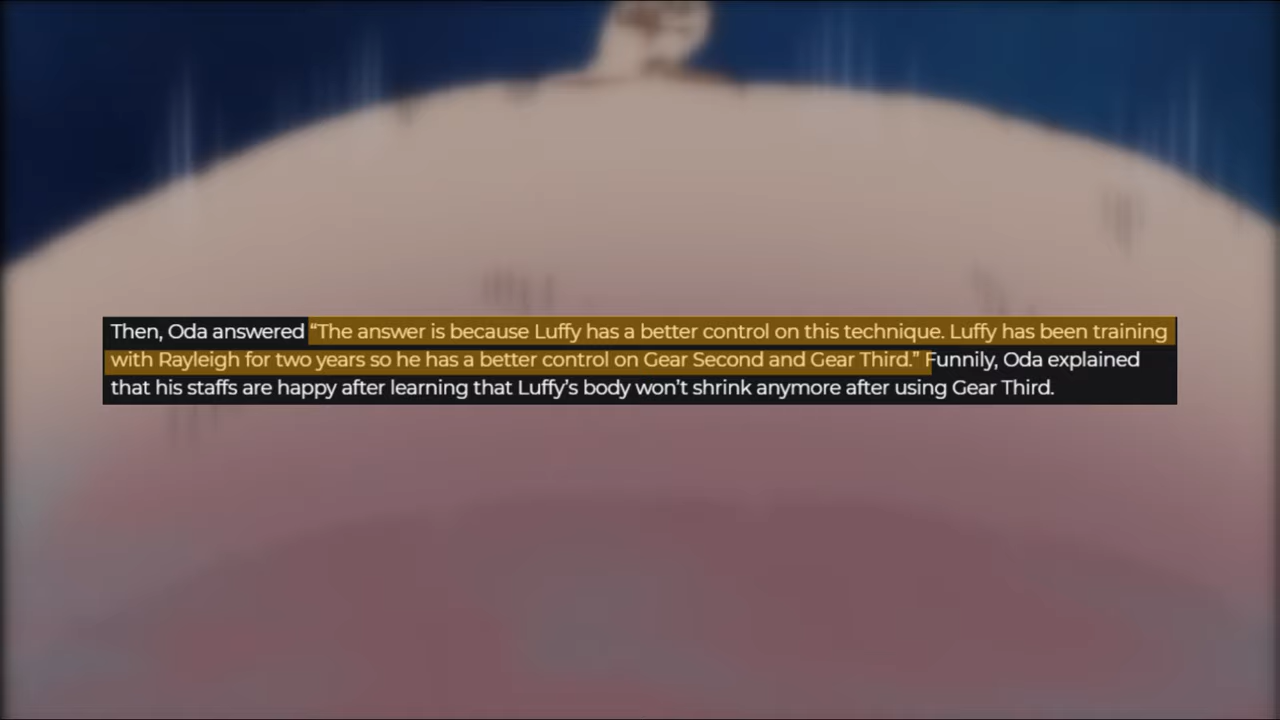 Then, Oda answered “The answer is because Luffy has a better control on this technique. Luffy has been training
with Rayleigh for two years so he has a better control on Gear Second and Gear Third.” Funnily, Oda explained
that his staffs are happy after learning that Luffy’s body won’t shrink anymore after using Gear Third.